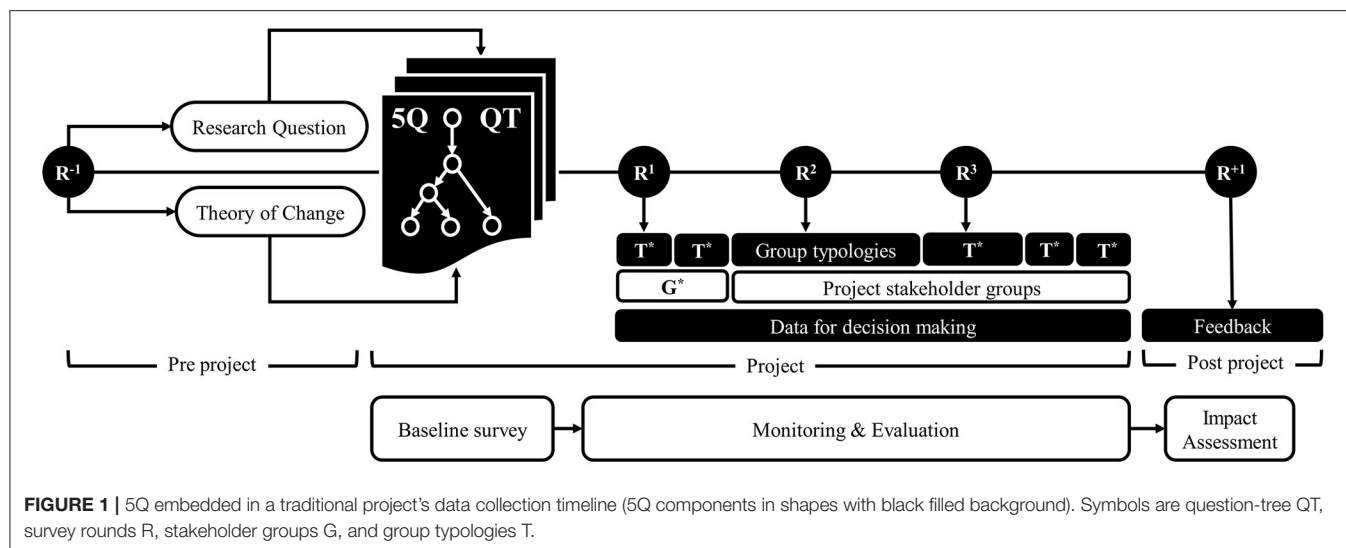 Research Question
5Q QT
R⁻¹
R¹
R²
R³
R⁺¹
Theory of Change
T*
T*
Group typologies
T*
T*
T*
G*
Project stakeholder groups
Data for decision making
Feedback
Pre project
Project
Post project
Baseline survey
Monitoring & Evaluation
Impact
Assessment
FIGURE 1 | 5Q embedded in a traditional project's data collection timeline (5Q components in shapes with black filled background). Symbols are question-tree QT,
survey rounds R, stakeholder groups G, and group typologies T.